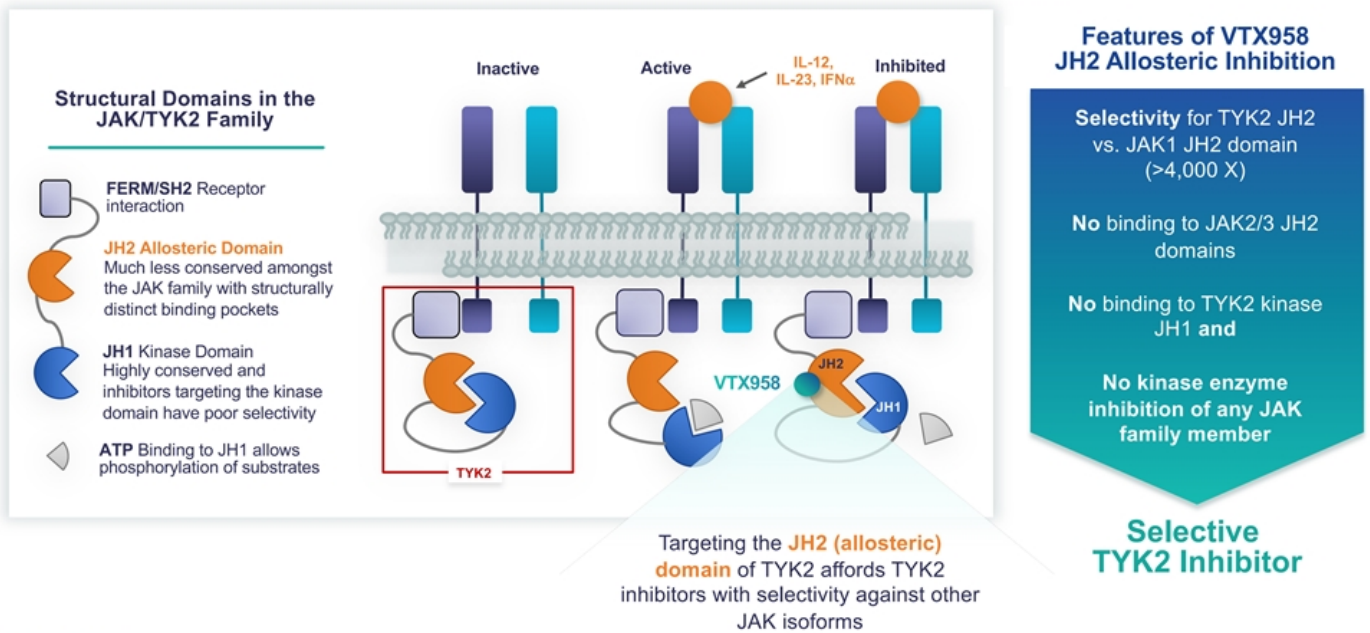 Structural Domains in the
JAK/TYK2 Family
FERM/SH2 Receptor
interaction
JH2 Allosteric Domain
Much less conserved amongst
the JAK family with structurally
distinct binding pockets
JH1 Kinase Domain
Highly conserved and
inhibitors targeting the kinase
domain have poor selectivity
ATP Binding to JH1 allows
phosphorylation of substrates
Inactive
Active
IL-12,
IL-23, IFNα
Inhibited
TYK2
VTX958
JH2
JH1
Targeting the JH2 (allosteric)
domain of TYK2 affords TYK2
inhibitors with selectivity against other
JAK isoforms
Features of VTX958
JH2 Allosteric Inhibition
Selectivity for TYK2 JH2
vs. JAK1 JH2 domain
(>4,000 X)
No binding to JAK2/3 JH2
domains
No binding to TYK2 kinase
JH1 and
No kinase enzyme
inhibition of any JAK
family member
Selective
TYK2 Inhibitor